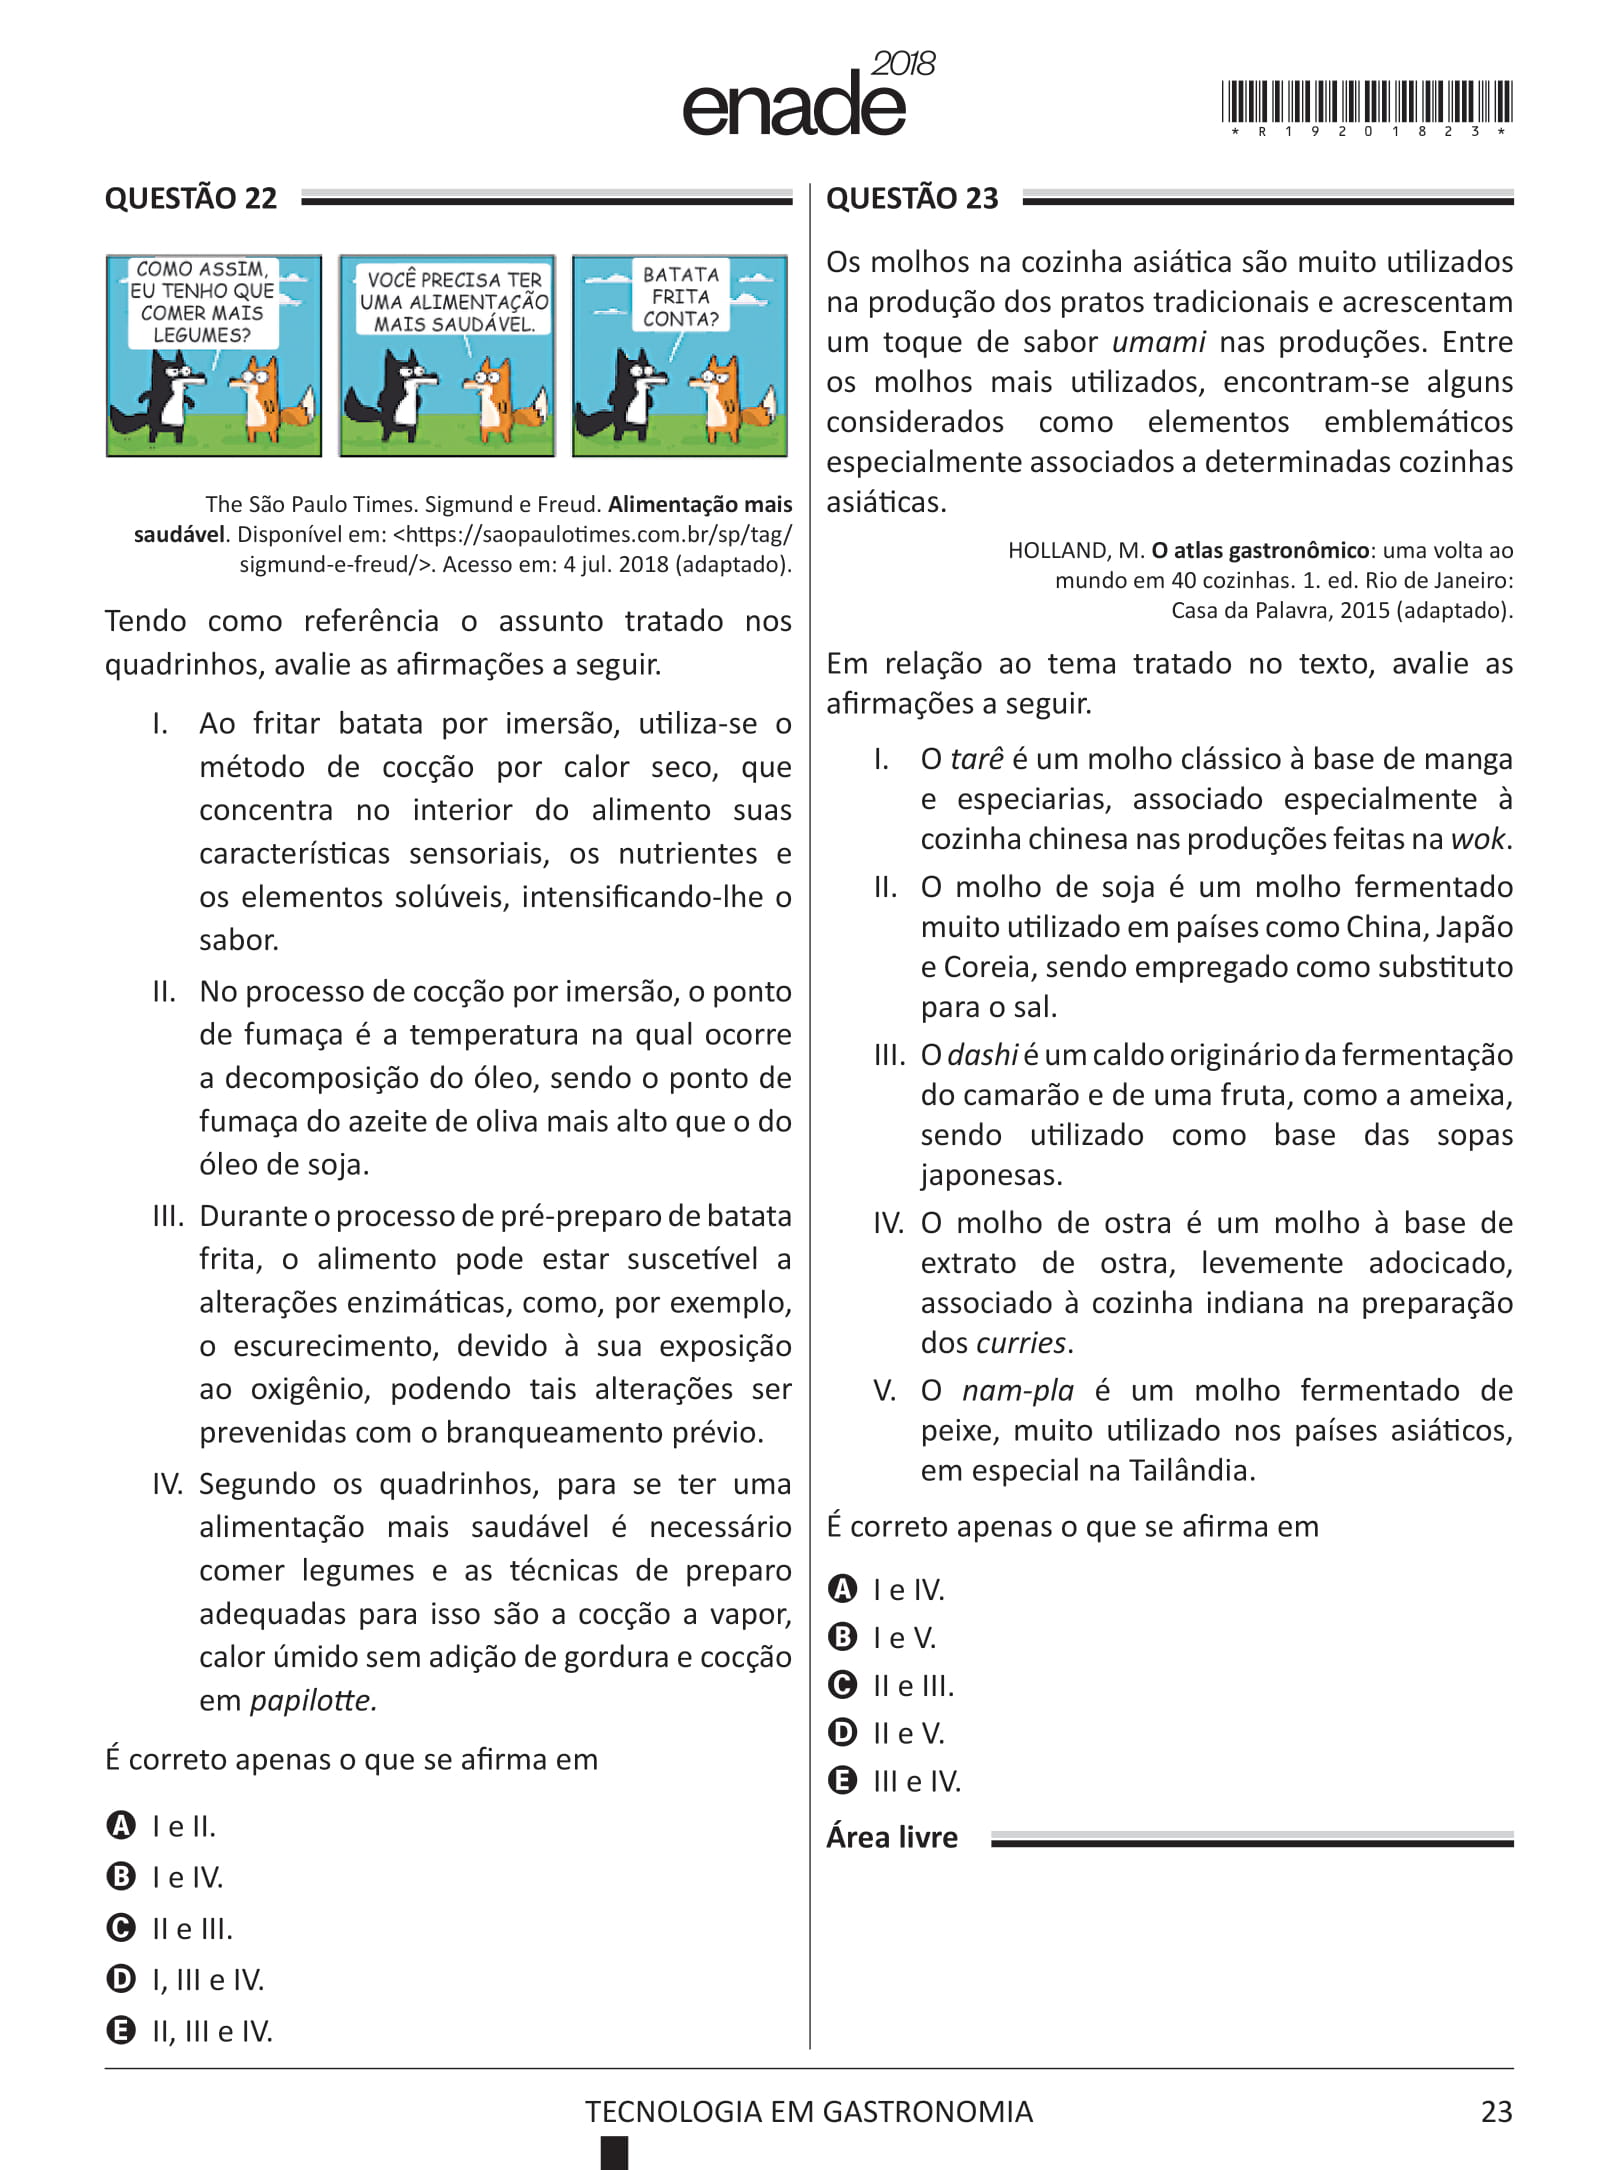 enade 2018
*R19201823*
QUESTÃO 22
COMO ASSIM,
EU TENHO QUE
COMER MAIS
LEGUMES?
VOCÊ PRECISA TER
UMA ALIMENTAÇÃO
MAIS SAUDÁVEL.
BATATA
FRITA
CONTA?
The São Paulo Times. Sigmund e Freud. Alimentação mais
saudável. Disponível em: <https://saopaulotimes.com.br/sp/tag/
sigmund-e-freud/>. Acesso em: 4 jul. 2018 (adaptado).
Tendo como referência o assunto tratado nos
quadrinhos, avalie as afirmações a seguir.
I. Ao fritar batata por imersão, utiliza-se o
método de cocção por calor seco, que
concentra no interior do alimento suas
características sensoriais, os nutrientes e
os elementos solúveis, intensificando-lhe o
sabor.
II. No processo de cocção por imersão, o ponto
de fumaça é a temperatura na qual ocorre
a decomposição do óleo, sendo o ponto de
fumaça do azeite de oliva mais alto que o do
óleo de soja.
III. Durante o processo de pré-preparo de batata
frita, o alimento pode estar suscetível a
alterações enzimáticas, como, por exemplo,
o escurecimento, devido à sua exposição
ao oxigênio, podendo tais alterações ser
prevenidas com o branqueamento prévio.
IV. Segundo os quadrinhos, para se ter uma
alimentação mais saudável é necessário
comer legumes e as técnicas de preparo
adequadas para isso são a cocção a vapor,
calor úmido sem adição de gordura e cocção
em papilotte.
É correto apenas o que se afirma em
A I e II.
B I e IV.
C II e III.
D I, III e IV.
E II, III e IV.
QUESTÃO 23
Os molhos na cozinha asiática são muito utilizados
na produção dos pratos tradicionais e acrescentam
um toque de sabor umami nas produções. Entre
os molhos mais utilizados, encontram-se alguns
considerados como elementos emblemáticos
especialmente associados a determinadas cozinhas
asiáticas.
HOLLAND, M. O atlas gastronômico: uma volta ao
mundo em 40 cozinhas. 1. ed. Rio de Janeiro:
Casa da Palavra, 2015 (adaptado).
Em relação ao tema tratado no texto, avalie as
afirmações a seguir.
I. O tarê é um molho clássico à base de manga
e especiarias, associado especialmente à
cozinha chinesa nas produções feitas na wok.
II. O molho de soja é um molho fermentado
muito utilizado em países como China, Japão
e Coreia, sendo empregado como substituto
para o sal.
III. O dashi é um caldo originário da fermentação
do camarão e de uma fruta, como a ameixa,
sendo utilizado como base das sopas
japonesas.
IV. O molho de ostra é um molho à base de
extrato de ostra, levemente adocicado,
associado à cozinha indiana na preparação
dos curries.
V. O nam-pla é um molho fermentado de
peixe, muito utilizado nos países asiáticos,
em especial na Tailândia.
É correto apenas o que se afirma em
A I e IV.
B I e V.
C II e III.
D II e V.
E III e IV.
Área livre
TECNOLOGIA EM GASTRONOMIA
23